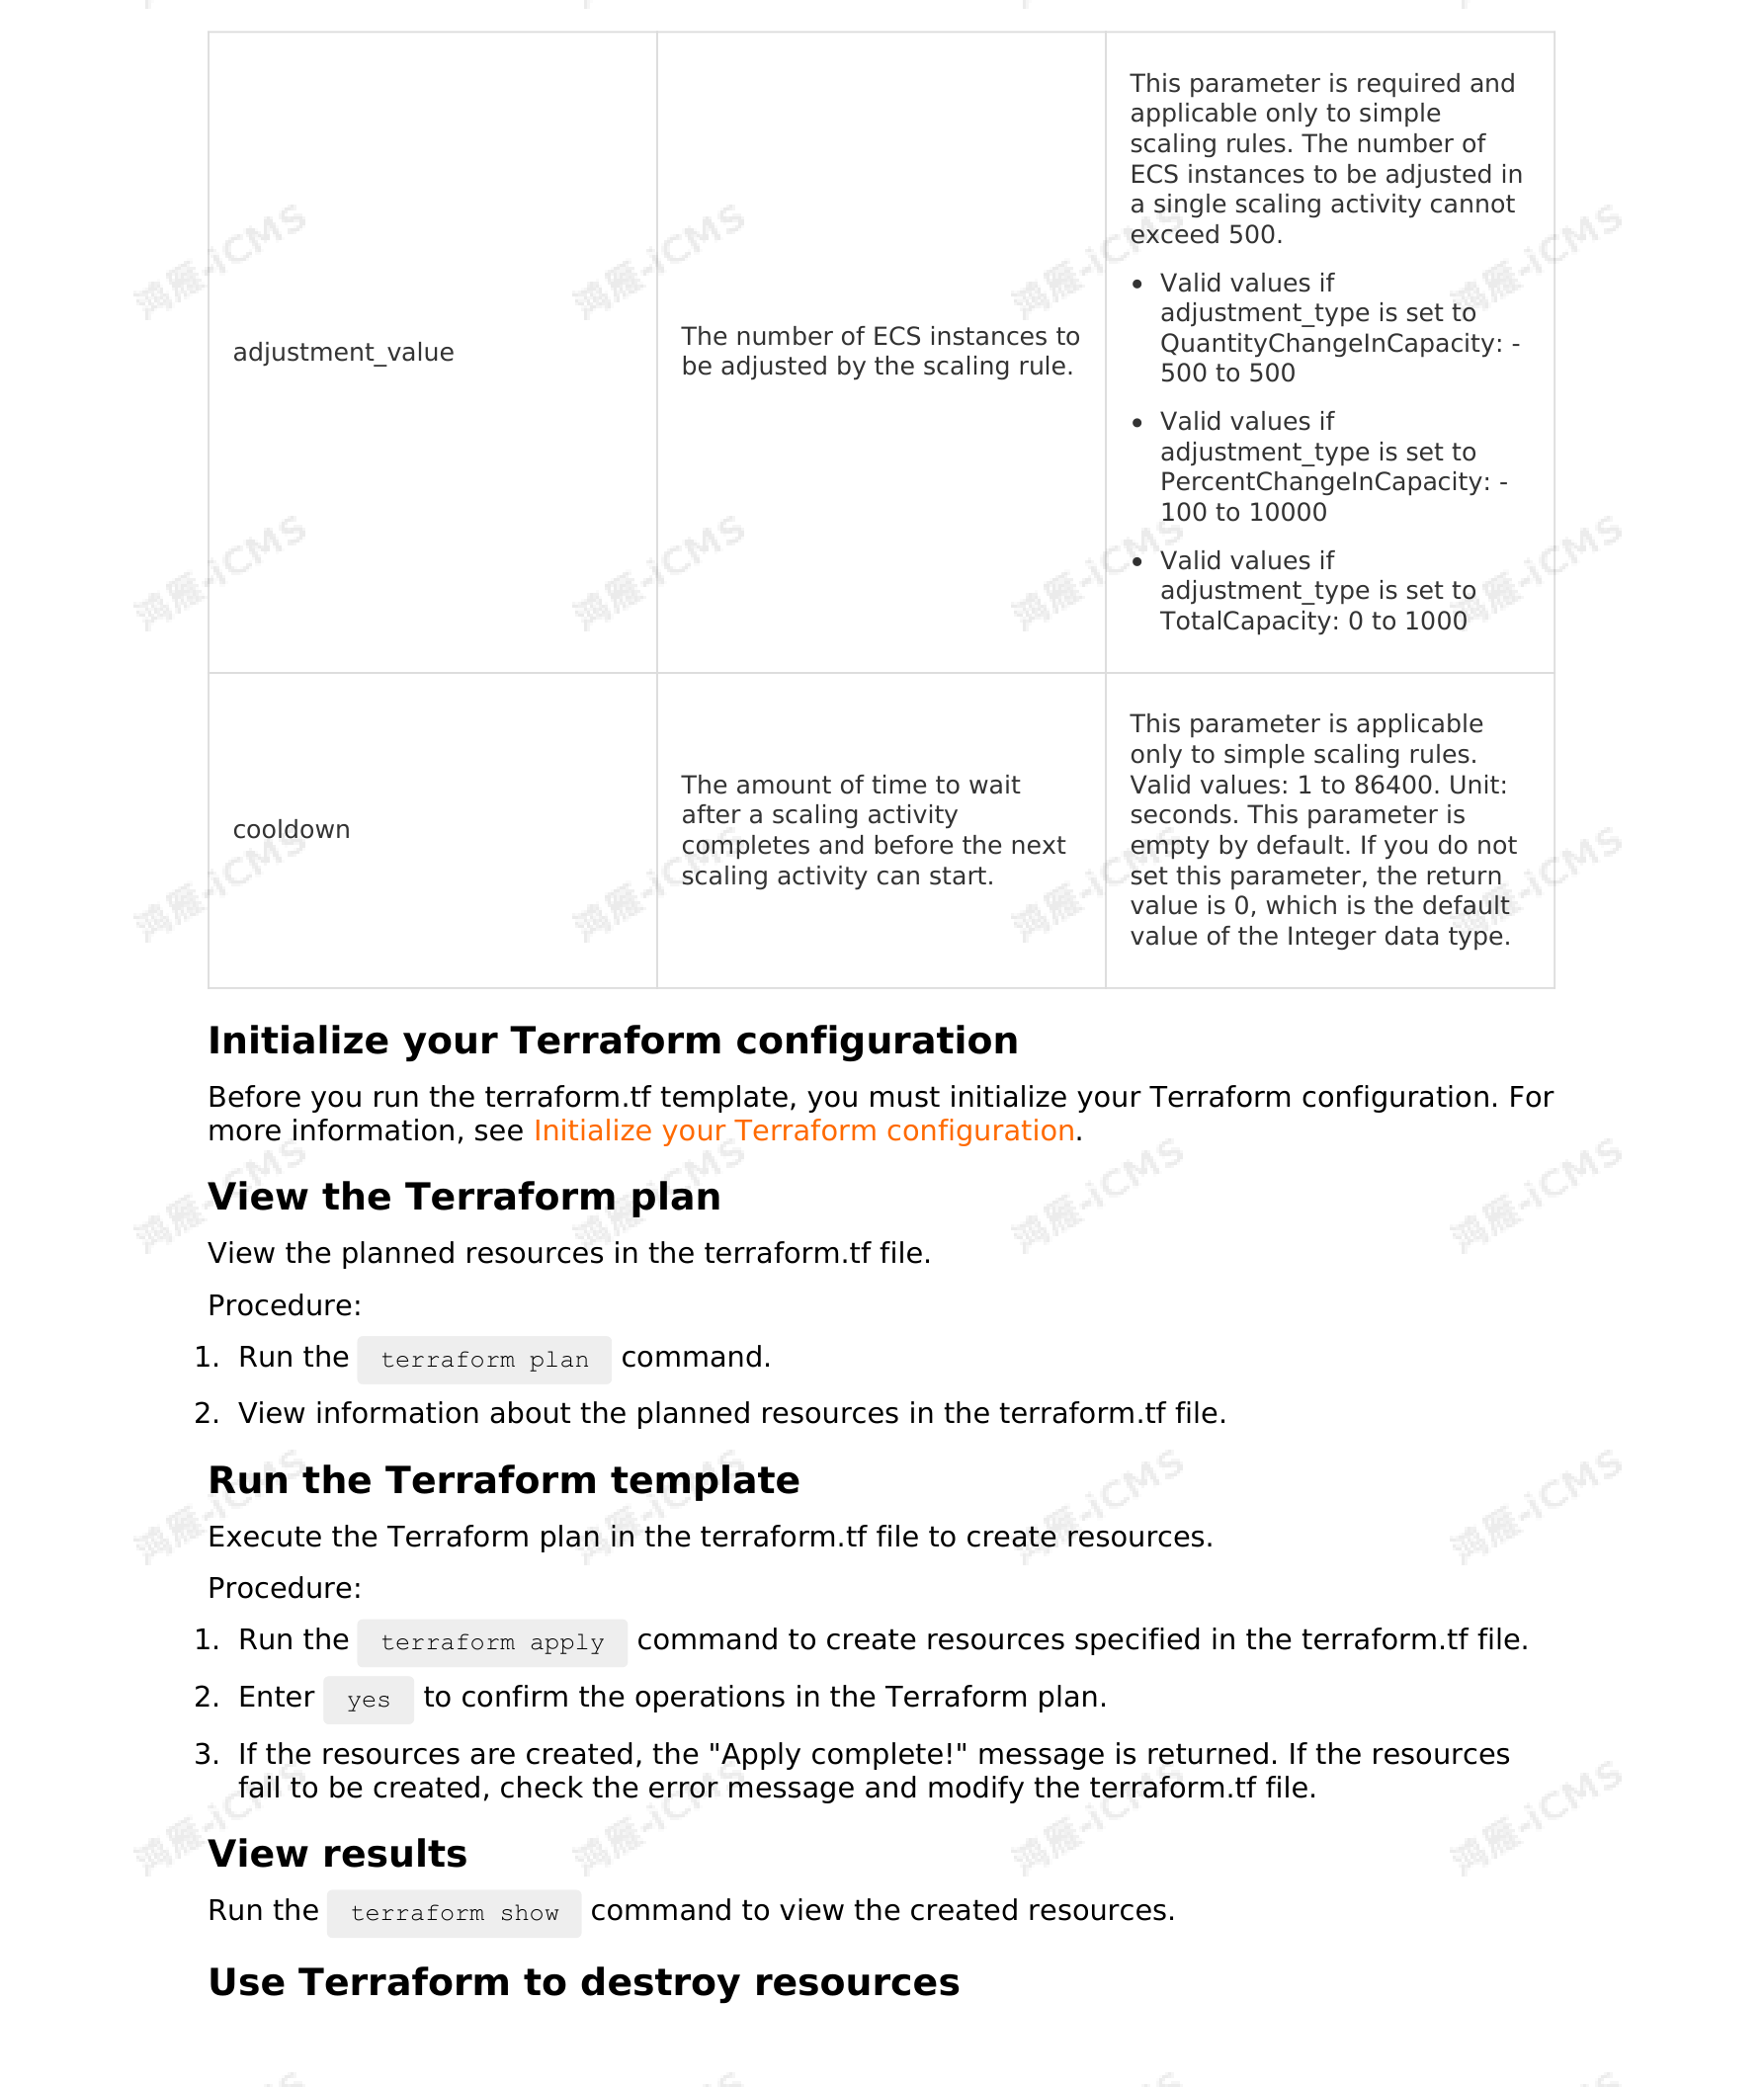 adjustment_value
The number of ECS instances to
be adjusted by the scaling rule.
This parameter is required and
applicable only to simple
scaling rules. The number of
ECS instances to be adjusted in
a single scaling activity cannot
exceed 500.
• Valid values if
adjustment_type is set to
QuantityChangeInCapacity: -
500 to 500
• Valid values if
adjustment_type is set to
PercentChangeInCapacity: -
100 to 10000
• Valid values if
adjustment_type is set to
TotalCapacity: 0 to 1000
cooldown
The amount of time to wait
after a scaling activity
completes and before the next
scaling activity can start.
This parameter is applicable
only to simple scaling rules.
Valid values: 1 to 86400. Unit:
seconds. This parameter is
empty by default. If you do not
set this parameter, the return
value is 0, which is the default
value of the Integer data type.
Initialize your Terraform configuration
Before you run the terraform.tf template, you must initialize your Terraform configuration. For
more information, see Initialize your Terraform configuration.
View the Terraform plan
View the planned resources in the terraform.tf file.
Procedure:
1. Run the terraform plan command.
2. View information about the planned resources in the terraform.tf file.
Run the Terraform template
Execute the Terraform plan in the terraform.tf file to create resources.
Procedure:
1. Run the terraform apply command to create resources specified in the terraform.tf file.
2. Enter yes to confirm the operations in the Terraform plan.
3. If the resources are created, the "Apply complete!" message is returned. If the resources
fail to be created, check the error message and modify the terraform.tf file.
View results
Run the terraform show command to view the created resources.
Use Terraform to destroy resources
鸿雁-iCMS